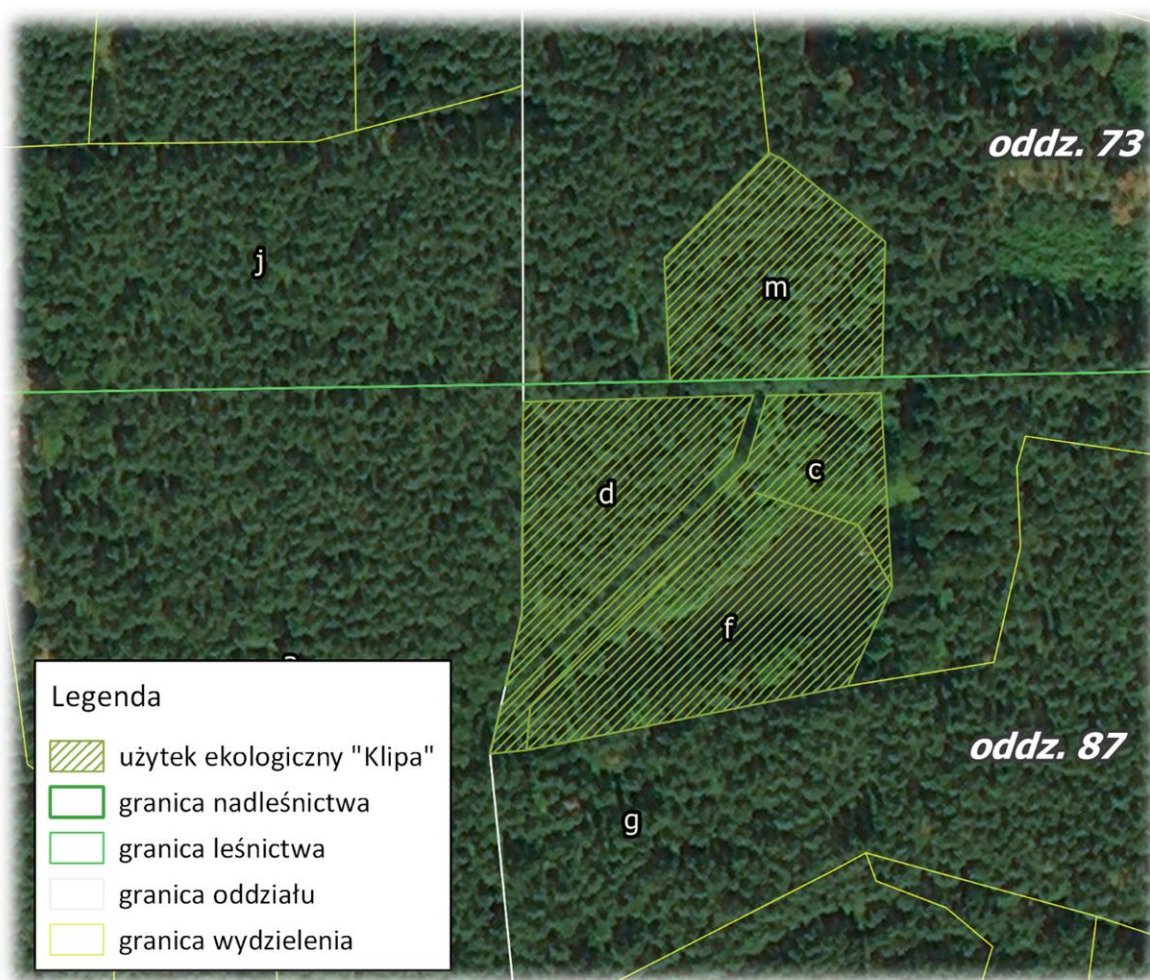 oddz. 73
j
m
c
d
f
oddz. 87
g
Legenda
użytek ekologiczny "Klipa"
granica nadleśnictwa
granica leśnictwa
granica oddziału
granica wydzielenia